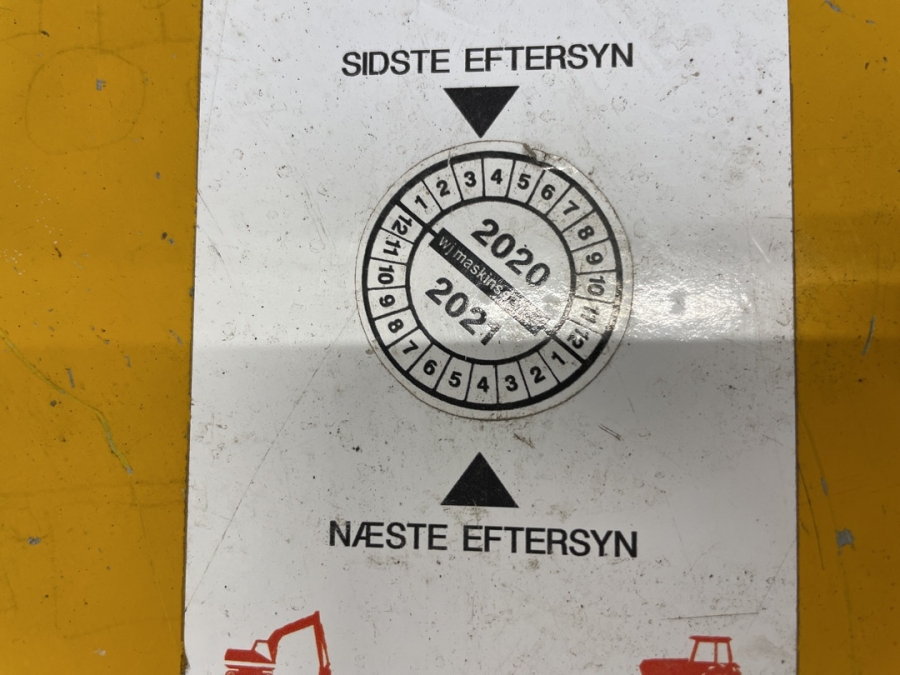 SIDSTE EFTERSYN
1 2 3 4 5 6 7 8 9 10 11 12
2020
wj
2021
12 11 10 9 8 7 6 5 4 3 2 1
NÆSTE EFTERSYN